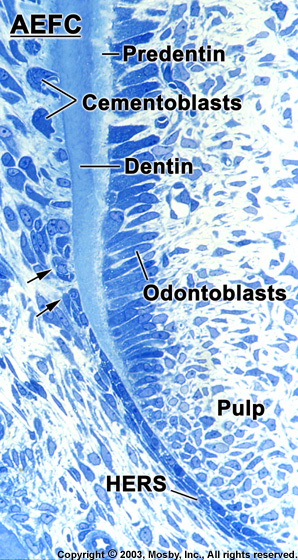 AEFC
Predentin
Cementoblasts
Dentin
Odontoblasts
Pulp
HERS
Copyright © 2003, Mosby, Inc., All rights reserved.